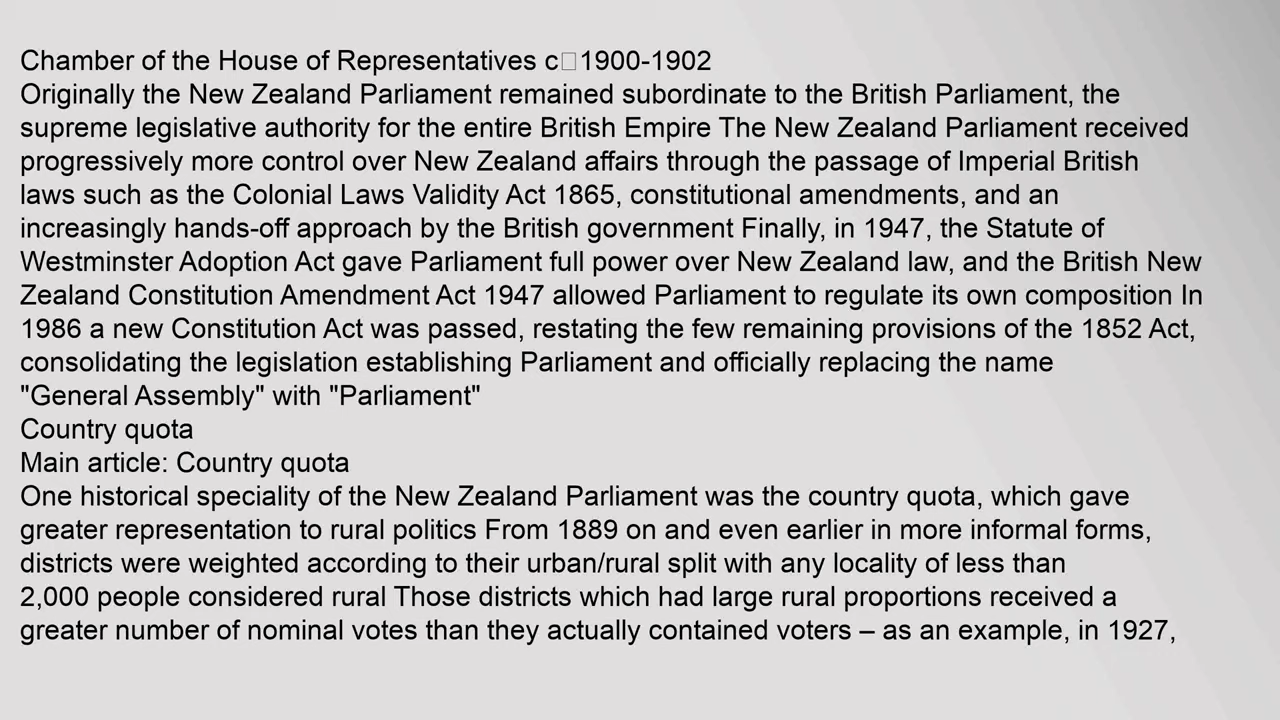 Chamber of the House of Representatives c□1900-1902
Originally the New Zealand Parliament remained subordinate to the British Parliament, the
supreme legislative authority for the entire British Empire The New Zealand Parliament received
progressively more control over New Zealand affairs through the passage of Imperial British
laws such as the Colonial Laws Validity Act 1865, constitutional amendments, and an
increasingly hands-off approach by the British government Finally, in 1947, the Statute of
Westminster Adoption Act gave Parliament full power over New Zealand law, and the British New
Zealand Constitution Amendment Act 1947 allowed Parliament to regulate its own composition In
1986 a new Constitution Act was passed, restating the few remaining provisions of the 1852 Act,
consolidating the legislation establishing Parliament and officially replacing the name
"General Assembly" with "Parliament"
Country quota
Main article: Country quota
One historical speciality of the New Zealand Parliament was the country quota, which gave
greater representation to rural politics From 1889 on and even earlier in more informal forms,
districts were weighted according to their urban/rural split with any locality of less than
2,000 people considered rural Those districts which had large rural proportions received a
greater number of nominal votes than they actually contained voters – as an example, in 1927,